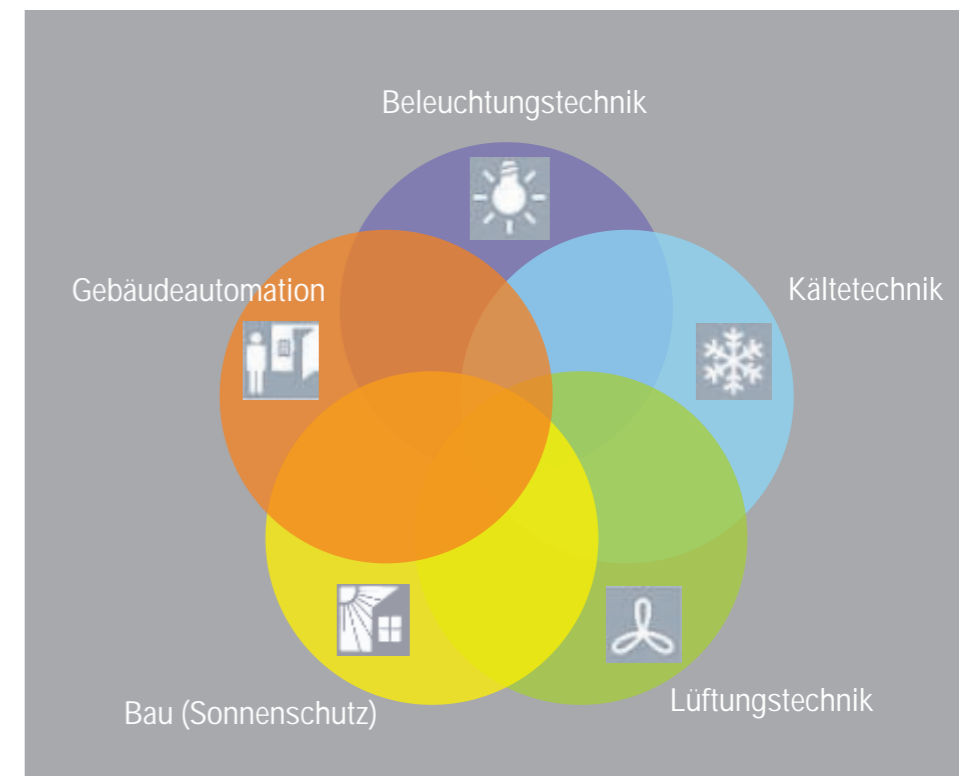 Beleuchtungstechnik
Gebäudeautomation
Kältetechnik
Bau (Sonnenschutz)
Lüftungstechnik